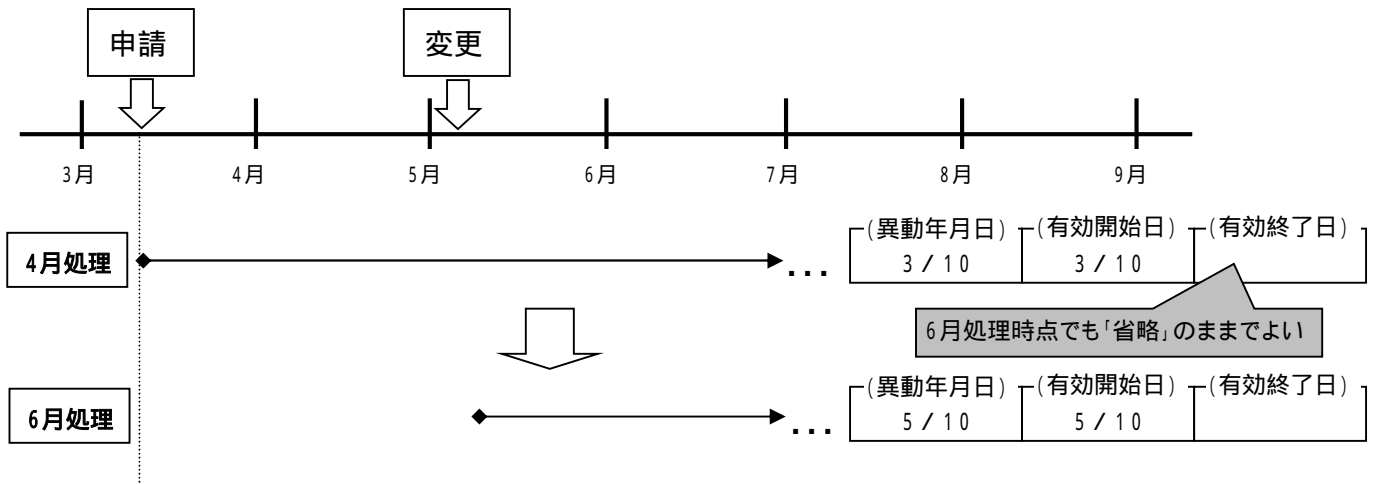 申請
変更
3月
4月
5月
6月
7月
8月
9月
4月処理
...
(異動年月日)
(有効開始日)
(有効終了日)
3/10
3/10
6月処理時点でも「省略」のままでよい
6月処理
...
(異動年月日)
(有効開始日)
(有効終了日)
5/10
5/10